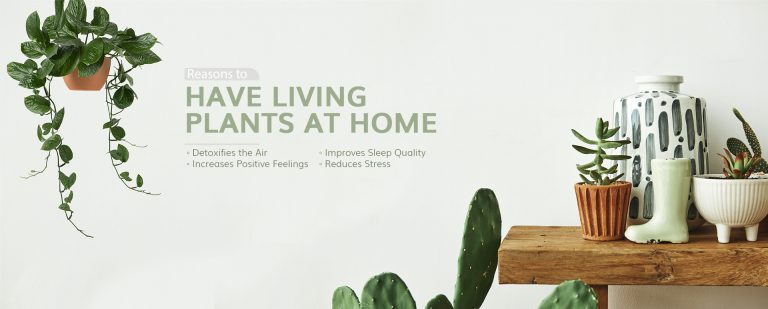 Reasons to
HAVE LIVING
PLANTS AT HOME
• Detoxifies the Air
• Improves Sleep Quality
• Increases Positive Feelings
• Reduces Stress